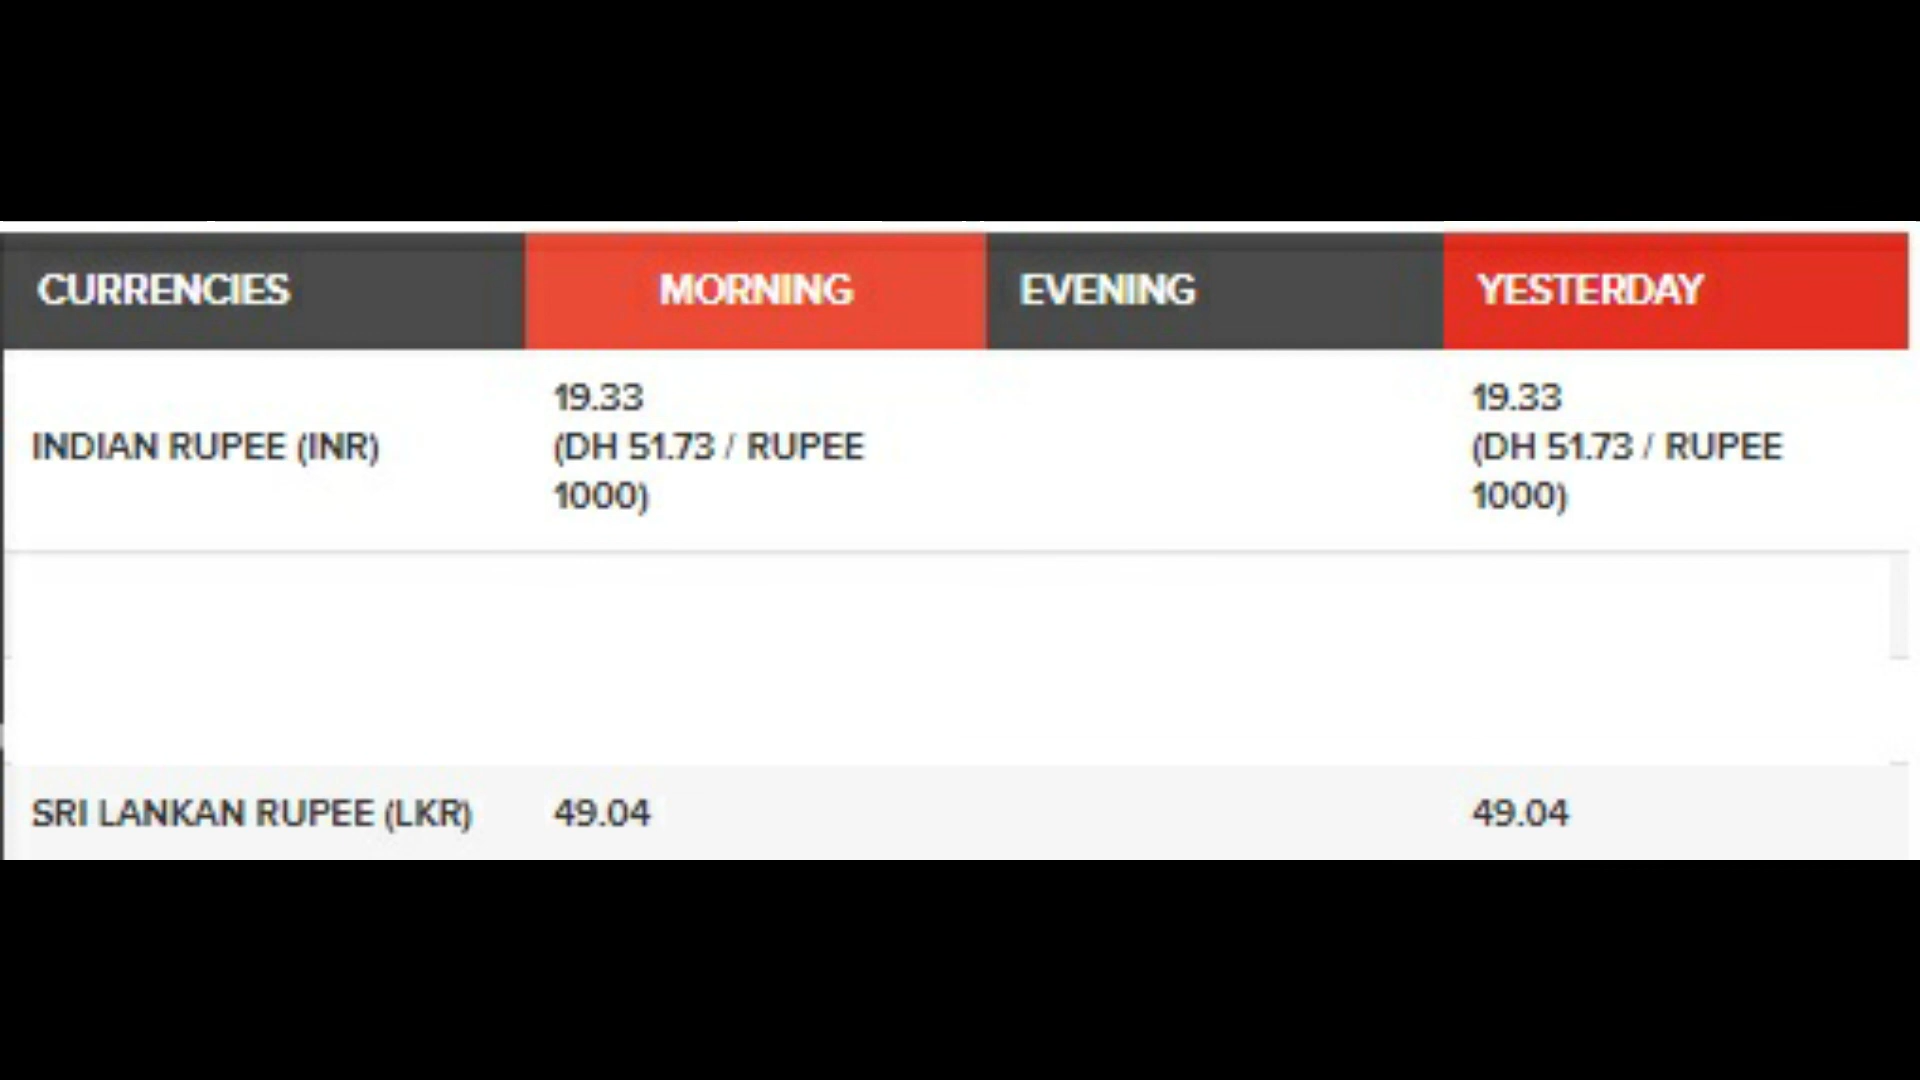 CURRENCIES MORNING EVENING YESTERDAY
19.33 19.33
INDIAN RUPEE (INR) (DH 51.73 / RUPEE (DH 51.73 / RUPEE
1000) 1000)
SRI LANKAN RUPEE (LKR) 49.04 49.04